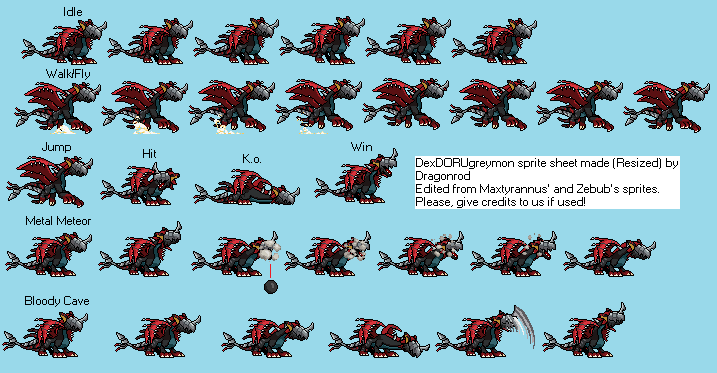 Idle
Walk/Fly
Jump
Hit
K.o.
Win
DexDORUgreymon sprite sheet made (Resized) by
Dragonrod
Edited from Maxtyrannus' and Zebub's sprites.
Please, give credits to us if used!
Metal Meteor
Bloody Cave